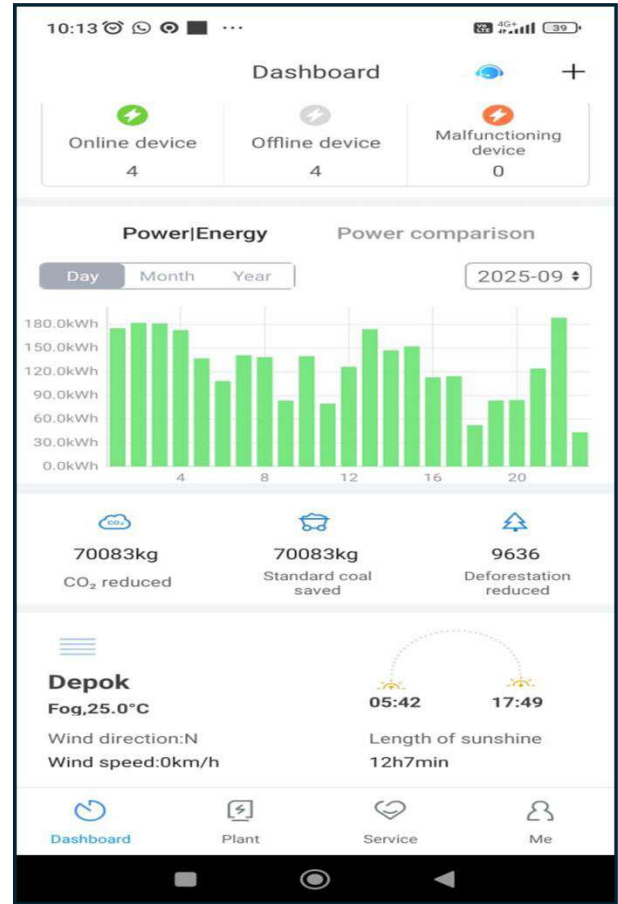 10:13
Vo LTE 4G+ 39
Dashboard
Online device
Offline device
Malfunctioning
device
4
4
0
Power|Energy
Power comparison
Day
Month
Year
2025-09
180.0kWh
150.0kWh
120.0kWh
90.0kWh
60.0kWh
30.0kWh
0.0kWh
4
8
12
16
20
CO₂
70083kg
70083kg
9636
CO₂ reduced
Standard coal
saved
Deforestation
reduced
Depok
Fog,25.0°C
05:42
17:49
Wind direction:N
Length of sunshine
Wind speed:0km/h
12h7min
Dashboard
Plant
Service
Me